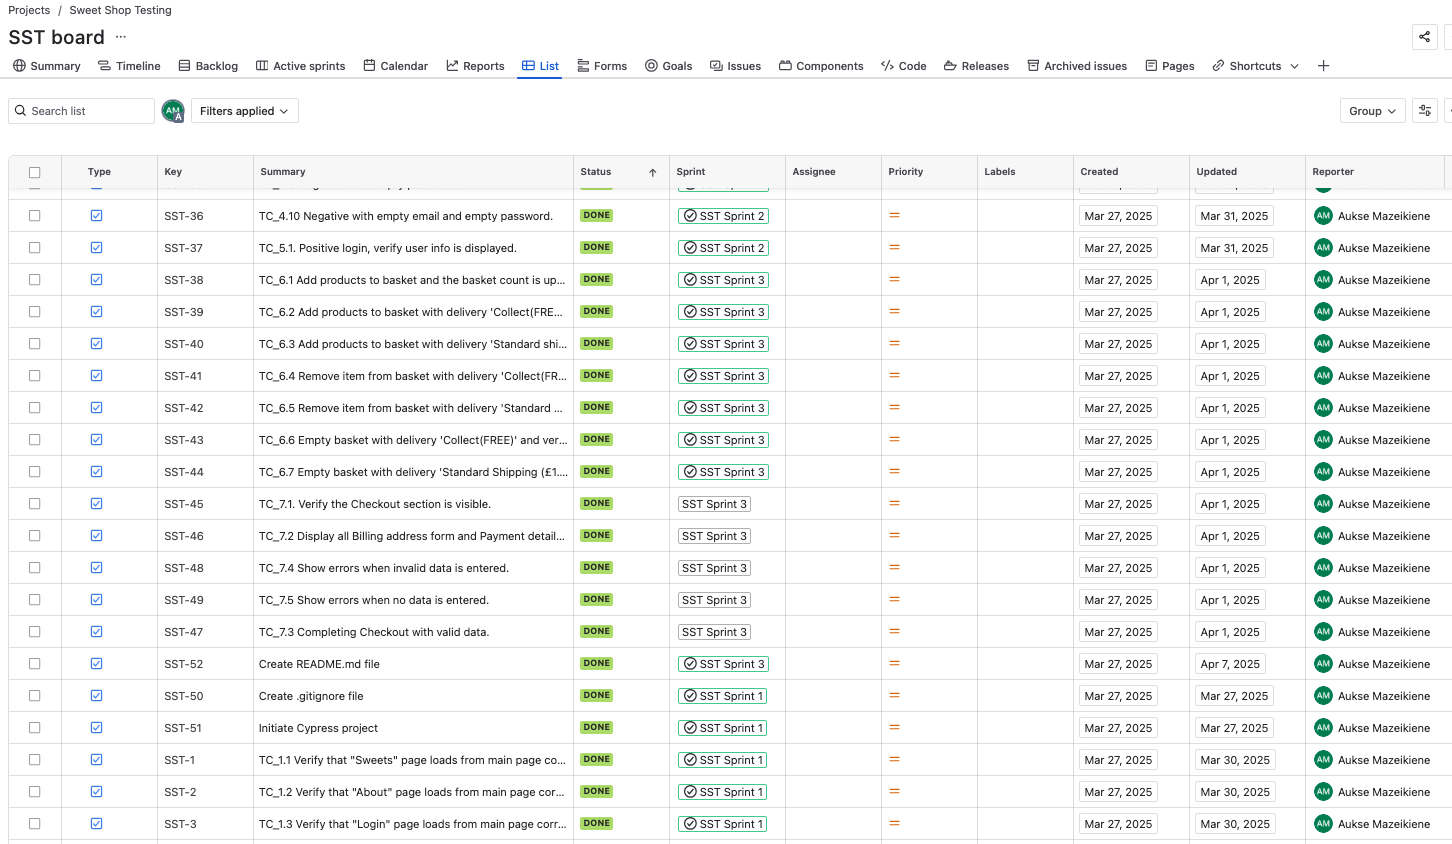 Projects / Sweet Shop Testing
SST board ...
Summary Timeline Backlog Active sprints Calendar Reports List Forms Goals Issues Components Code Releases Archived issues Pages Shortcuts
Search list AM A Filters applied Group
Type Key Summary Status Sprint Assignee Priority Labels Created Updated Reporter
SST-36 TC_4.10 Negative with empty email and empty password. DONE SST Sprint 2 Mar 27, 2025 Mar 31, 2025 AM Aukse Mazeikiene
SST-37 TC_5.1. Positive login, verify user info is displayed. DONE SST Sprint 2 Mar 27, 2025 Mar 31, 2025 AM Aukse Mazeikiene
SST-38 TC_6.1 Add products to basket and the basket count is up... DONE SST Sprint 3 Mar 27, 2025 Apr 1, 2025 AM Aukse Mazeikiene
SST-39 TC_6.2 Add products to basket with delivery 'Collect(FRE... DONE SST Sprint 3 Mar 27, 2025 Apr 1, 2025 AM Aukse Mazeikiene
SST-40 TC_6.3 Add products to basket with delivery 'Standard shi... DONE SST Sprint 3 Mar 27, 2025 Apr 1, 2025 AM Aukse Mazeikiene
SST-41 TC_6.4 Remove item from basket with delivery 'Collect(FR... DONE SST Sprint 3 Mar 27, 2025 Apr 1, 2025 AM Aukse Mazeikiene
SST-42 TC_6.5 Remove item from basket with delivery 'Standard ... DONE SST Sprint 3 Mar 27, 2025 Apr 1, 2025 AM Aukse Mazeikiene
SST-43 TC_6.6 Empty basket with delivery 'Collect(FREE)' and ver... DONE SST Sprint 3 Mar 27, 2025 Apr 1, 2025 AM Aukse Mazeikiene
SST-44 TC_6.7 Empty basket with delivery 'Standard Shipping (£1.... DONE SST Sprint 3 Mar 27, 2025 Apr 1, 2025 AM Aukse Mazeikiene
SST-45 TC_7.1. Verify the Checkout section is visible. DONE SST Sprint 3 Mar 27, 2025 Apr 1, 2025 AM Aukse Mazeikiene
SST-46 TC_7.2 Display all Billing address form and Payment detail... DONE SST Sprint 3 Mar 27, 2025 Apr 1, 2025 AM Aukse Mazeikiene
SST-48 TC_7.4 Show errors when invalid data is entered. DONE SST Sprint 3 Mar 27, 2025 Apr 1, 2025 AM Aukse Mazeikiene
SST-49 TC_7.5 Show errors when no data is entered. DONE SST Sprint 3 Mar 27, 2025 Apr 1, 2025 AM Aukse Mazeikiene
SST-47 TC_7.3 Completing Checkout with valid data. DONE SST Sprint 3 Mar 27, 2025 Apr 1, 2025 AM Aukse Mazeikiene
SST-52 Create README.md file DONE SST Sprint 3 Mar 27, 2025 Apr 7, 2025 AM Aukse Mazeikiene
SST-50 Create .gitignore file DONE SST Sprint 1 Mar 27, 2025 Mar 27, 2025 AM Aukse Mazeikiene
SST-51 Initiate Cypress project DONE SST Sprint 1 Mar 27, 2025 Mar 27, 2025 AM Aukse Mazeikiene
SST-1 TC_1.1 Verify that "Sweets" page loads from main page co... DONE SST Sprint 1 Mar 27, 2025 Mar 30, 2025 AM Aukse Mazeikiene
SST-2 TC_1.2 Verify that "About" page loads from main page cor... DONE SST Sprint 1 Mar 27, 2025 Mar 30, 2025 AM Aukse Mazeikiene
SST-3 TC_1.3 Verify that "Login" page loads from main page corr... DONE SST Sprint 1 Mar 27, 2025 Mar 30, 2025 AM Aukse Mazeikiene